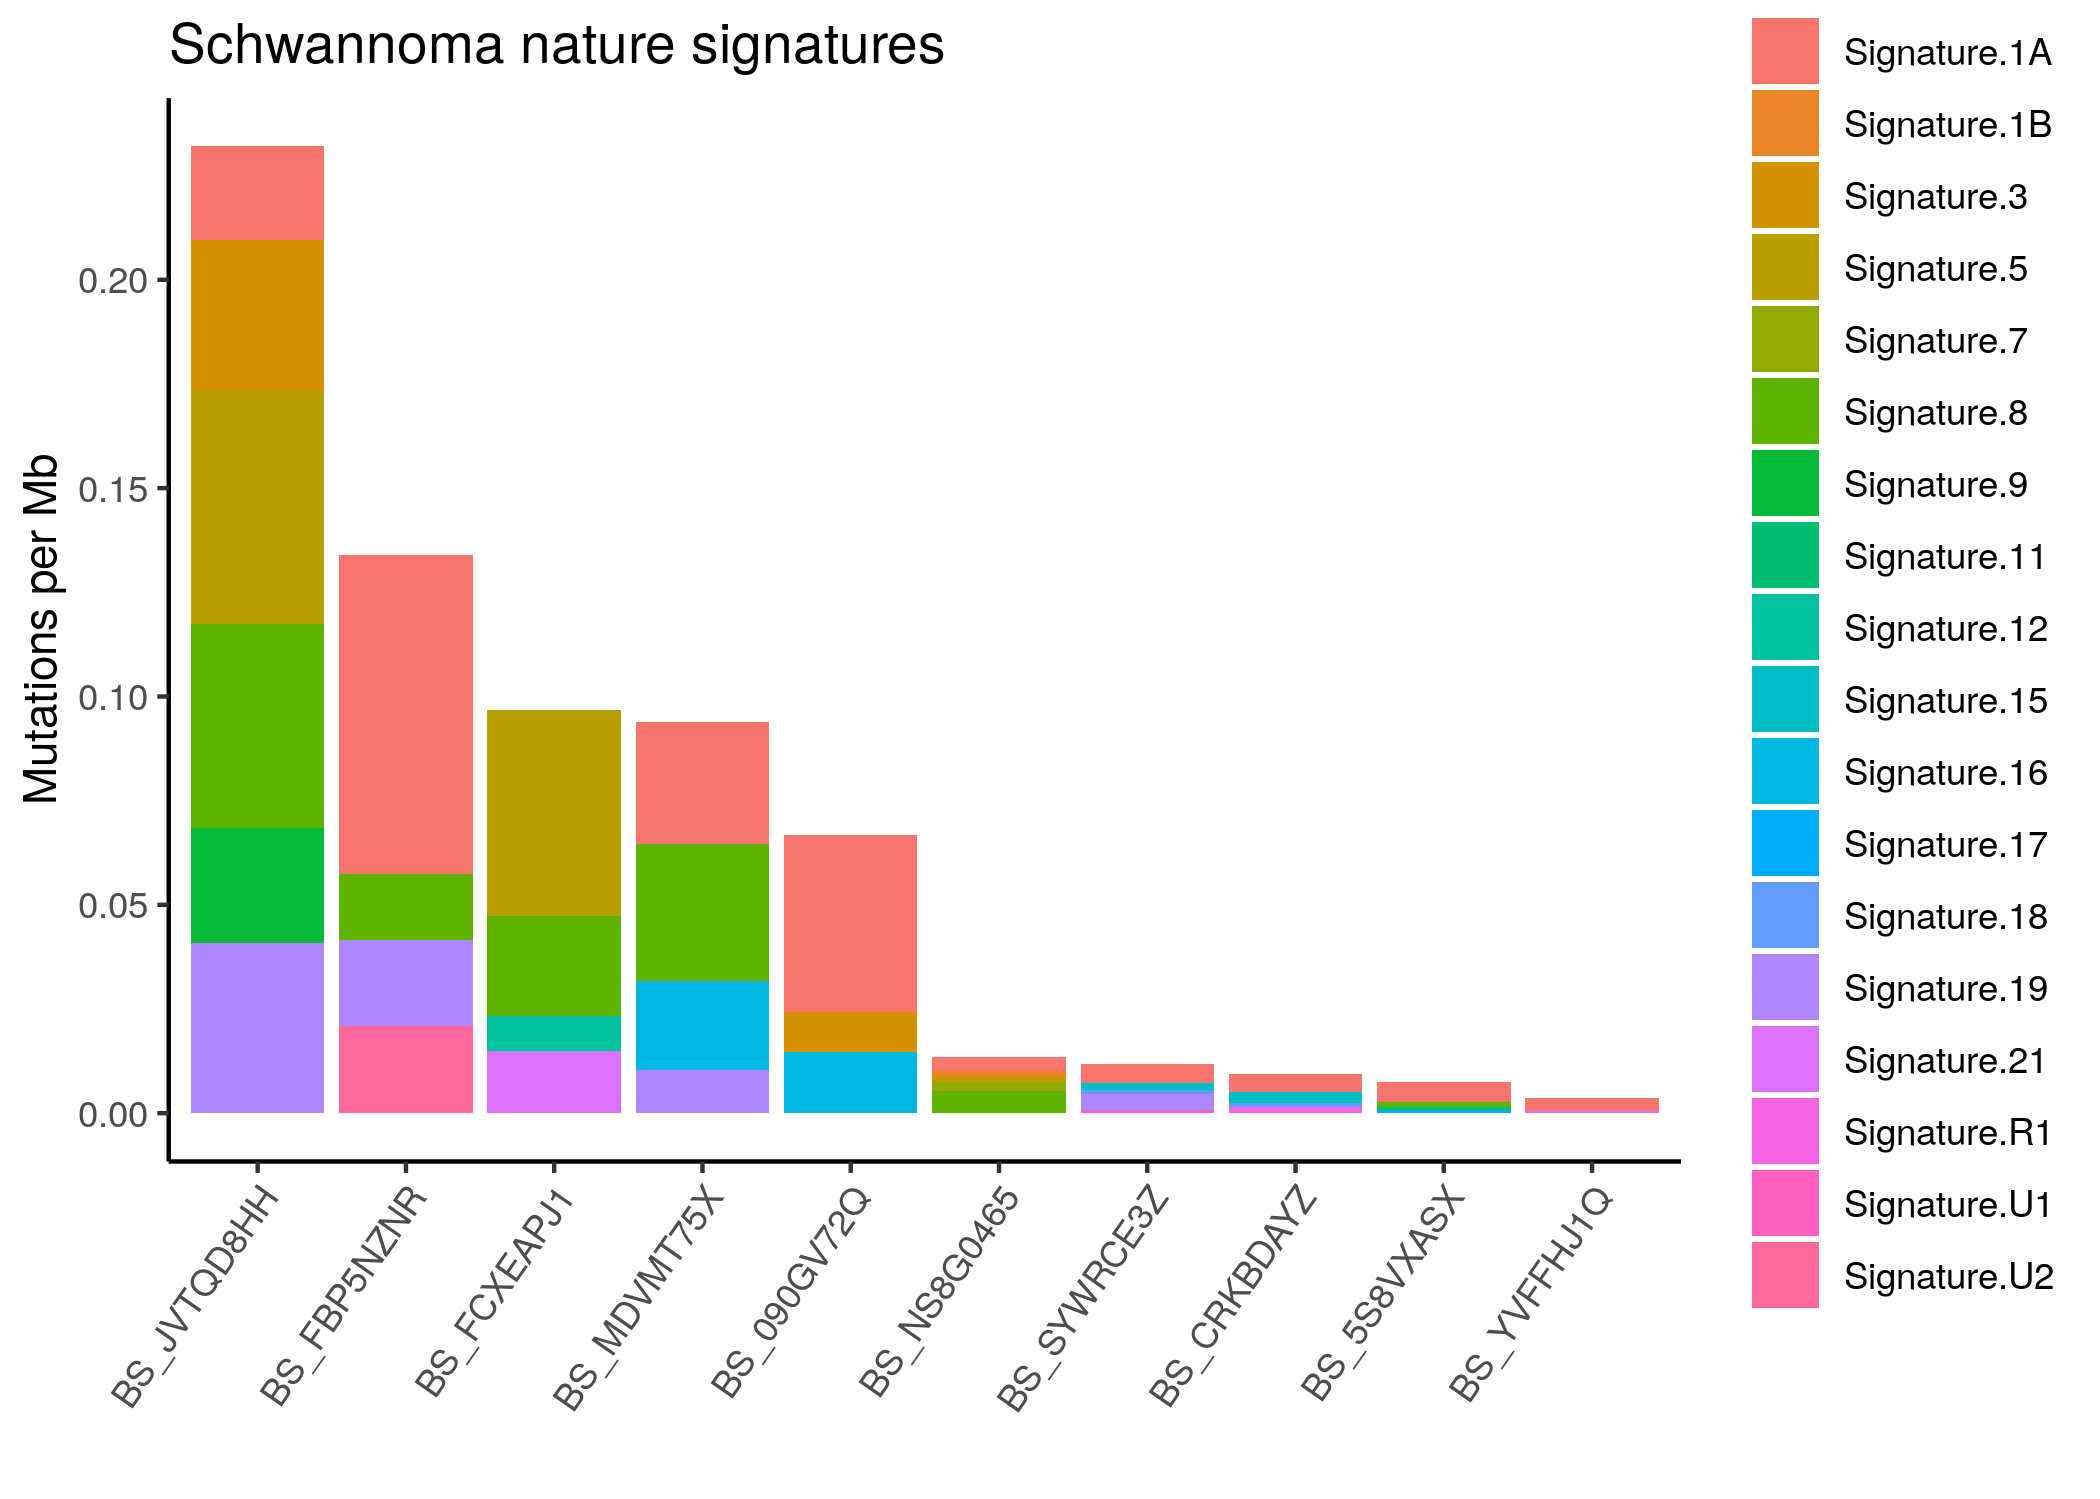 Schwannoma nature signatures
Mutations per Mb
0.20
0.15
0.10
0.05
0.00
BS_JVTQD8HH
BS_FBP5NZNR
BS_FCXEAPJ1
BS_MDVMT75X
BS_090GV72Q
BS_NS8G0465
BS_SYWRCE3Z
BS_CRKBDAYZ
BS_5S8VXASX
BS_YVFFHJ1Q
Signature.1A
Signature.1B
Signature.3
Signature.5
Signature.7
Signature.8
Signature.9
Signature.11
Signature.12
Signature.15
Signature.16
Signature.17
Signature.18
Signature.19
Signature.21
Signature.R1
Signature.U1
Signature.U2